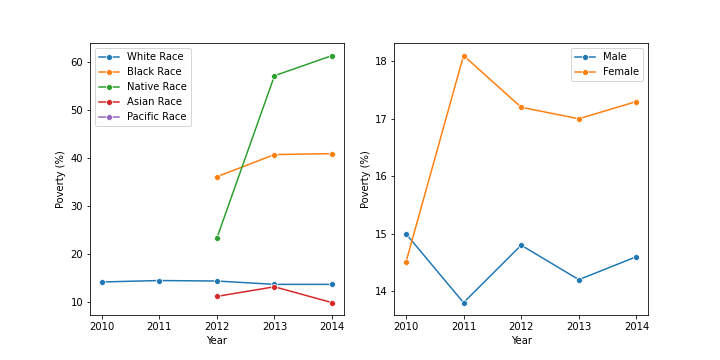 White Race
Black Race
Native Race
Asian Race
Pacific Race
60
50
40
30
20
10
Poverty (%)
2010 2011 2012 2013 2014
Year
Male
Female
18
17
16
15
14
Poverty (%)
2010 2011 2012 2013 2014
Year